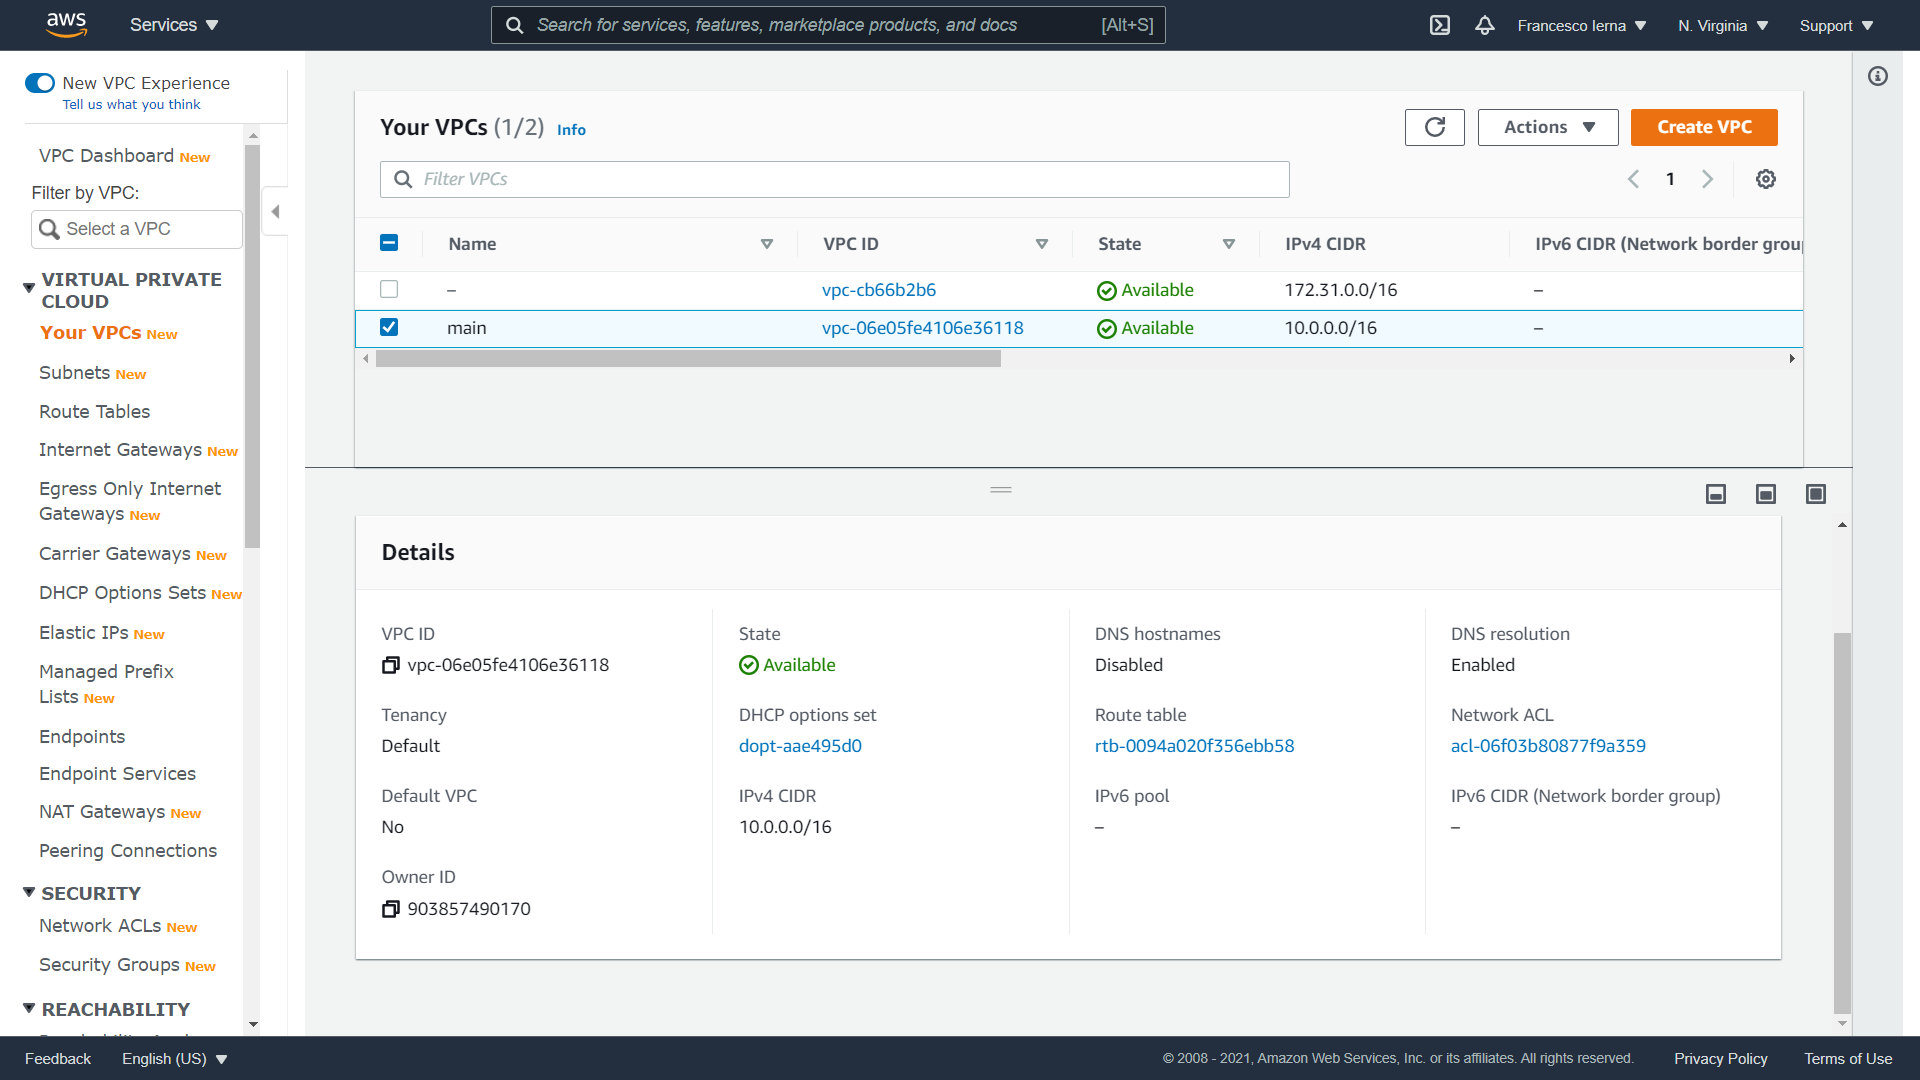 aws
Services
Search for services, features, marketplace products, and docs [Alt+S]
Francesco Ierna
N. Virginia
Support
New VPC Experience
Tell us what you think
VPC Dashboard New
Filter by VPC:
Select a VPC
VIRTUAL PRIVATE
CLOUD
Your VPCs New
Subnets New
Route Tables
Internet Gateways New
Egress Only Internet
Gateways New
Carrier Gateways New
DHCP Options Sets New
Elastic IPs New
Managed Prefix
Lists New
Endpoints
Endpoint Services
NAT Gateways New
Peering Connections
SECURITY
Network ACLs New
Security Groups New
REACHABILITY
Your VPCs (1/2) Info
Actions
Create VPC
Filter VPCs
1
Name VPC ID State IPv4 CIDR IPv6 CIDR (Network border grou
– vpc-cb66b2b6 Available 172.31.0.0/16 –
main vpc-06e05fe4106e36118 Available 10.0.0.0/16 –
Details
VPC ID
vpc-06e05fe4106e36118
State
Available
DNS hostnames
Disabled
DNS resolution
Enabled
Tenancy
Default
DHCP options set
dopt-aae495d0
Route table
rtb-0094a020f356ebb58
Network ACL
acl-06f03b80877f9a359
Default VPC
No
IPv4 CIDR
10.0.0.0/16
IPv6 pool
–
IPv6 CIDR (Network border group)
–
Owner ID
903857490170
Feedback
English (US)
© 2008 - 2021, Amazon Web Services, Inc. or its affiliates. All rights reserved.
Privacy Policy
Terms of Use